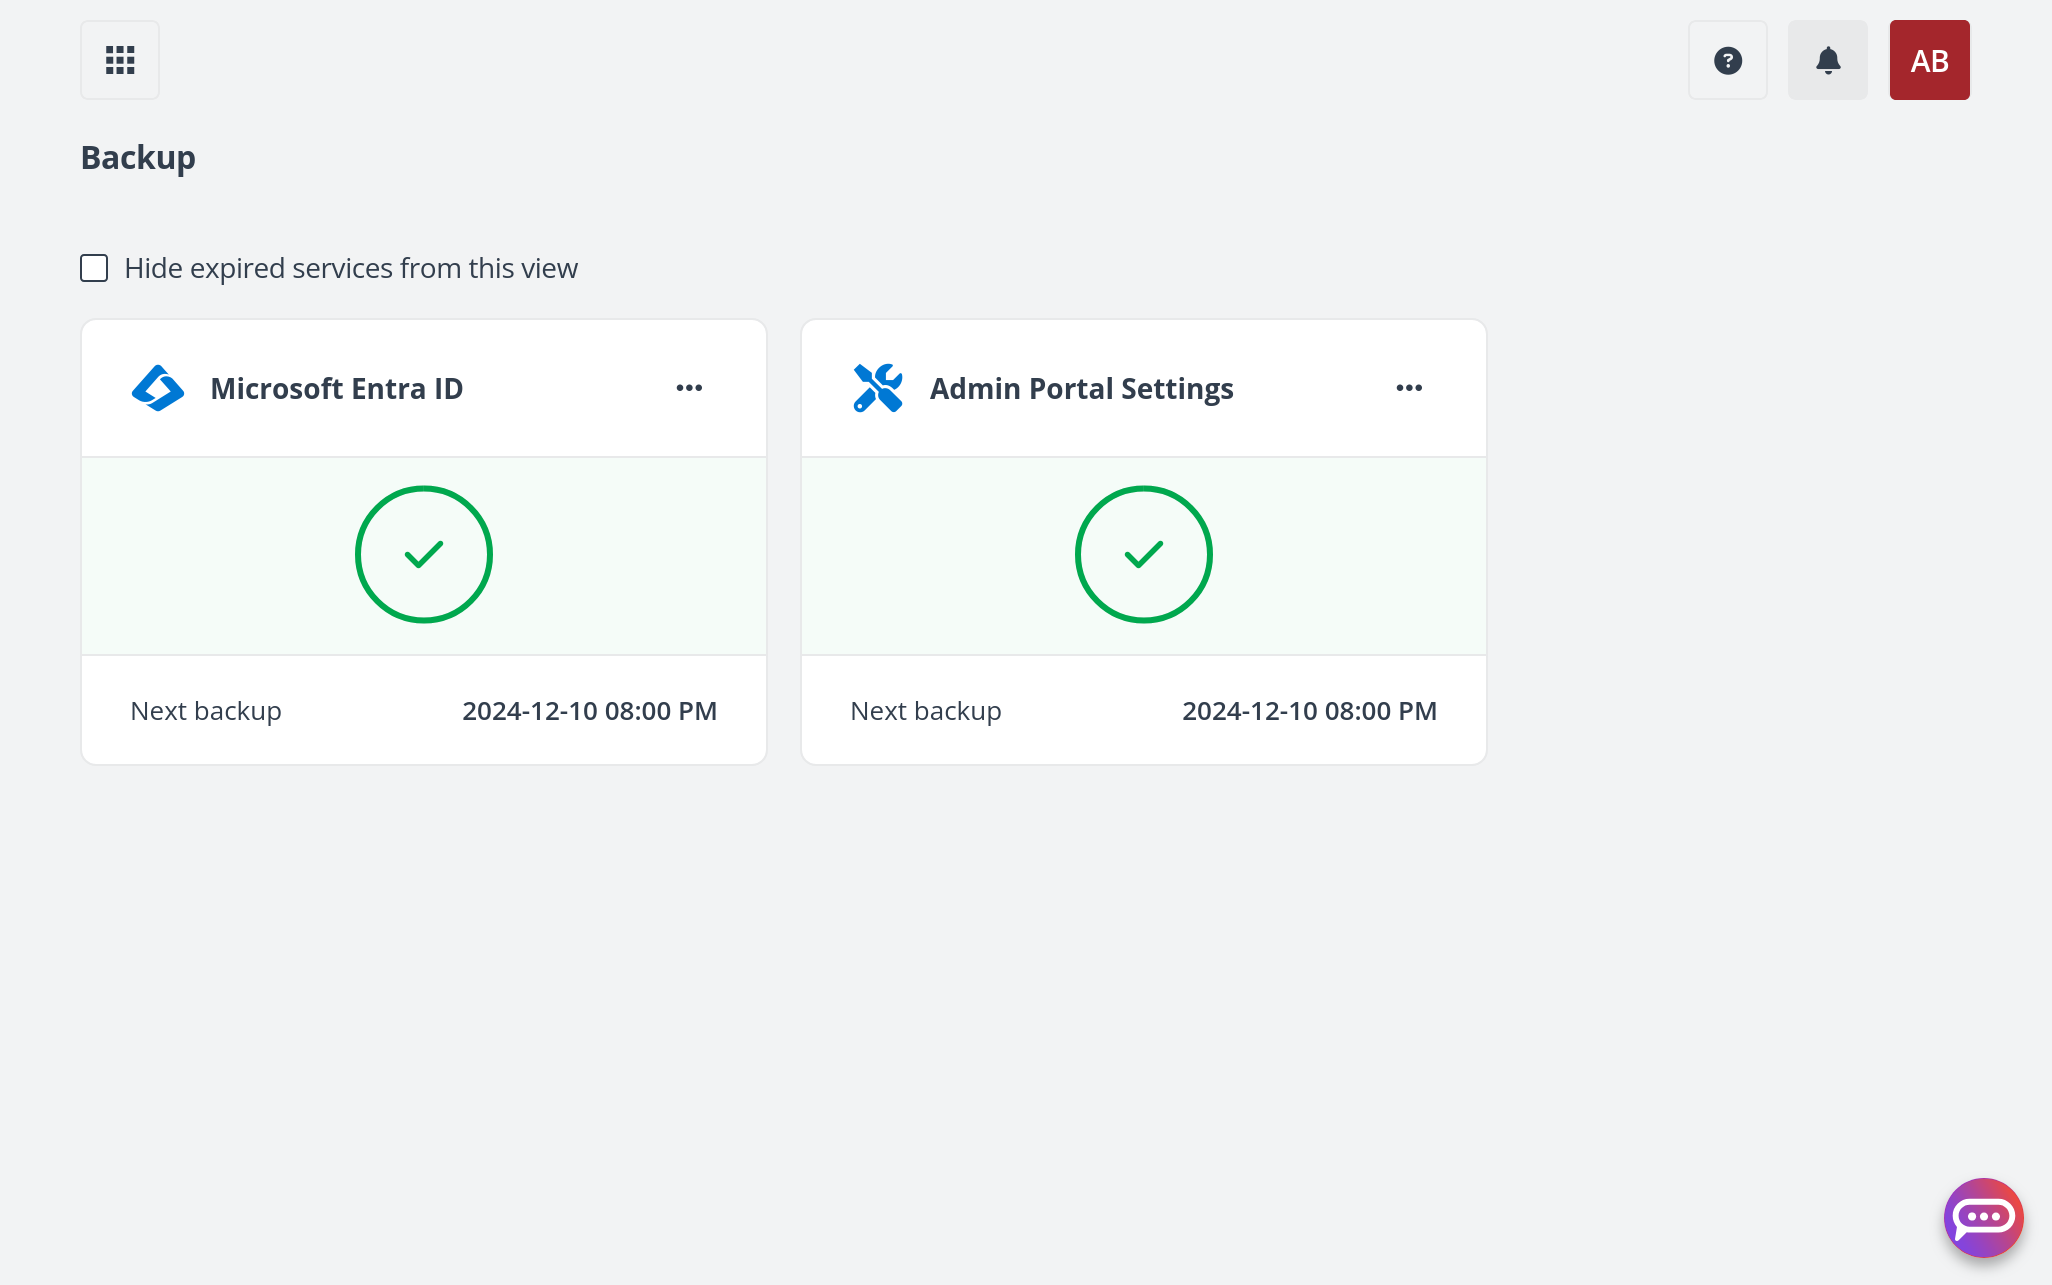 AB
Backup
Hide expired services from this view
Microsoft Entra ID
Admin Portal Settings
Next backup 2024-12-10 08:00 PM
Next backup 2024-12-10 08:00 PM